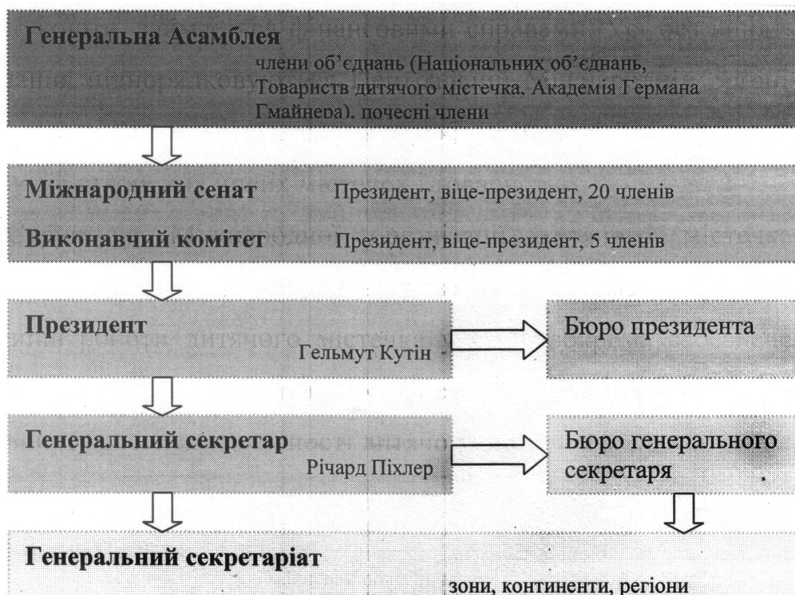 Генеральна Асамблея
члени об’єднань (Національних об’єднань,
Товариств дитячого містечка, Академія Германа
Гмайнера), почесні члени
Міжнародний сенат Президент, віце-президент, 20 членів
Виконавчий комітет Президент, віце-президент, 5 членів
Президент
Гельмут Кутін
Бюро президента
Генеральний секретар
Річард Піхлер
Бюро генерального
секретаря
Генеральний секретаріат
зони, континенти, регіони